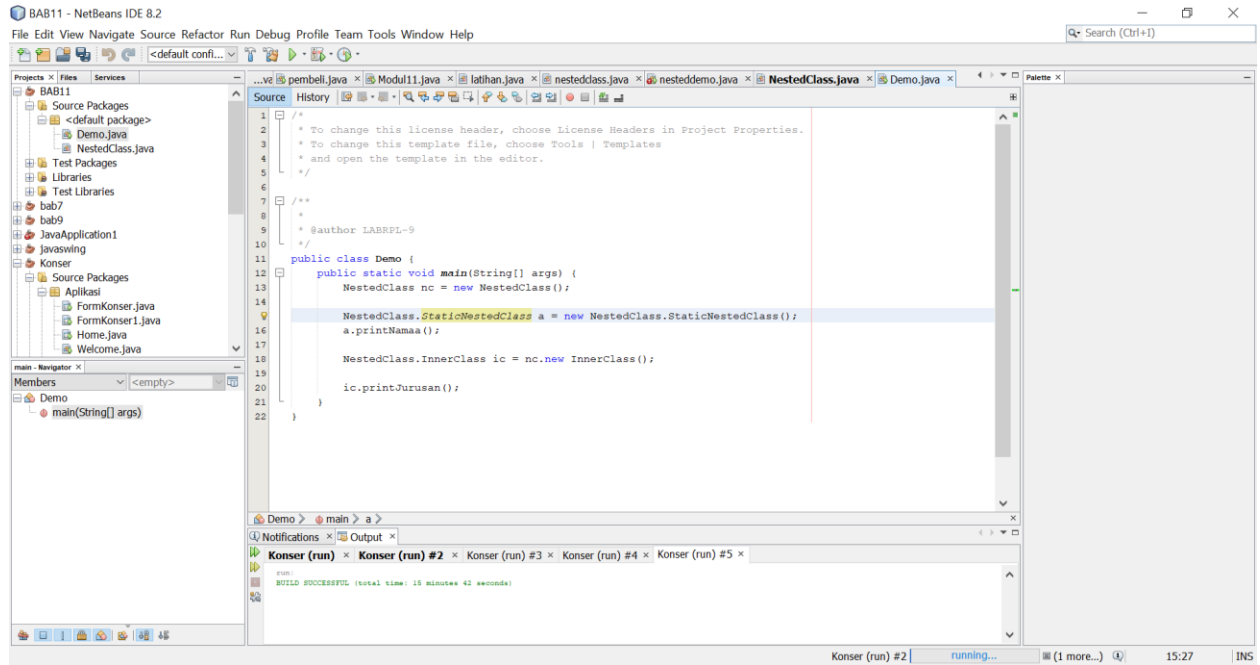 BAB11 - NetBeans IDE 8.2
File Edit View Navigate Source Refactor Run Debug Profile Team Tools Window Help
Search (Ctrl+I)
<default confi...
Projects Files Services
BAB11
Source Packages
<default package>
Demo.java
NestedClass.java
Test Packages
Libraries
Test Libraries
bab7
bab9
JavaApplication1
javaswing
Konser
Source Packages
Aplikasi
FormKonser.java
FormKonser1.java
Home.java
Welcome.java
main - Navigator
Members <empty>
Demo
main(String[] args)
...va pembeli.java Modul11.java latihan.java nestedclass.java nesteddemo.java NestedClass.java Demo.java
Source History
1 /*
2 * To change this license header, choose License Headers in Project Properties.
3 * To change this template file, choose Tools | Templates
4 * and open the template in the editor.
5 */
6
7 /**
8 *
9 * @author LABRPL-9
10 */
11 public class Demo {
12 public static void main(String[] args) {
13 NestedClass nc = new NestedClass();
14
NestedClass.StaticNestedClass a = new NestedClass.StaticNestedClass();
16 a.printNamaa();
17
18 NestedClass.InnerClass ic = nc.new InnerClass();
19
20 ic.printJurusan();
21 }
22 }
Demo main a
Notifications Output
Konser (run) Konser (run) #2 Konser (run) #3 Konser (run) #4 Konser (run) #5
run:
BUILD SUCCESSFUL (total time: 15 minutes 42 seconds)
Palette
Konser (run) #2 running... (1 more...) 15:27 INS